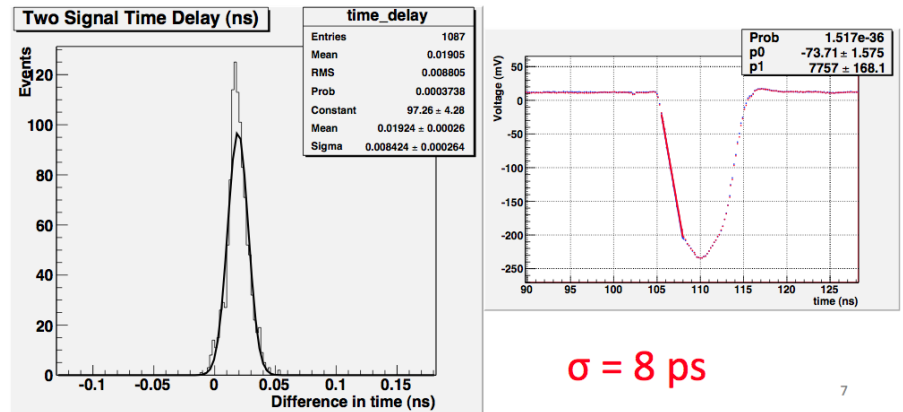 Two Signal Time Delay (ns)
time_delay
Entries 1087
Mean 0.01905
RMS 0.008805
Prob 0.0003738
Constant 97.26 ± 4.28
Mean 0.01924 ± 0.00026
Sigma 0.008424 ± 0.000264
Events
120
100
80
60
40
20
0
-0.1 -0.05 0 0.05 0.1 0.15
Difference in time (ns)
Prob 1.517e-36
p0 -73.71 ± 1.575
p1 7757 ± 168.1
Voltage (mV)
50
0
-50
-100
-150
-200
-250
90 95 100 105 110 115 120 125
time (ns)
σ = 8 ps
7